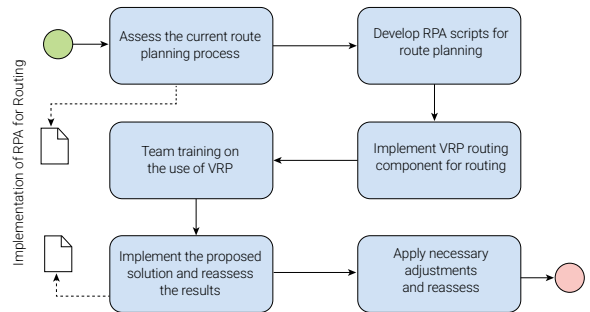 Implementation of RPA for Routing
Assess the current route
planning process
Develop RPA scripts for
route planning
Implement VRP routing
component for routing
Team training on
the use of VRP
Implement the proposed
solution and reassess
the results
Apply necessary
adjustments
and reassess